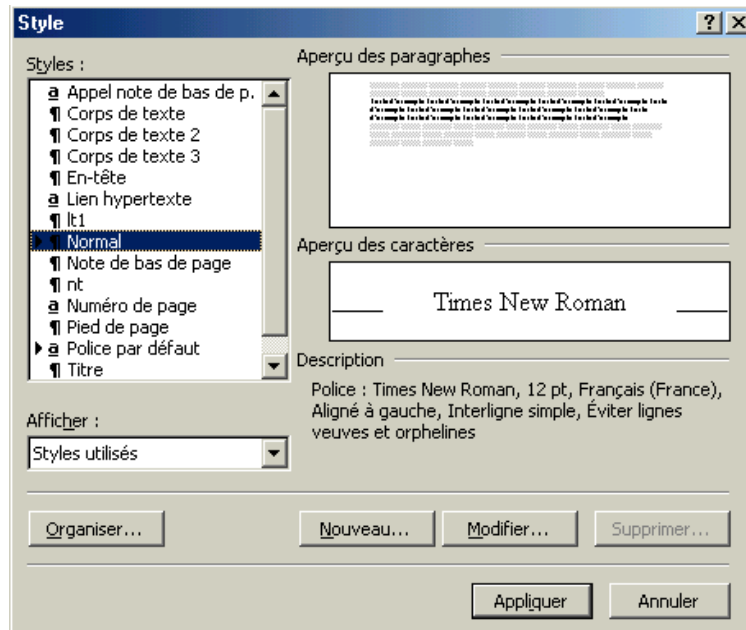 Style
Styles :
a Appel note de bas de p.
¶ Corps de texte
¶ Corps de texte 2
¶ Corps de texte 3
¶ En-tête
a Lien hypertexte
¶ lt1
¶ Normal
¶ Note de bas de page
¶ nt
a Numéro de page
¶ Pied de page
a Police par défaut
¶ Titre
Afficher :
Styles utilisés
Aperçu des paragraphes
Aperçu des caractères
Times New Roman
Description
Police : Times New Roman, 12 pt, Français (France),
Aligné à gauche, Interligne simple, Éviter lignes
veuves et orphelines
Organiser...
Nouveau...
Modifier...
Supprimer...
Appliquer
Annuler